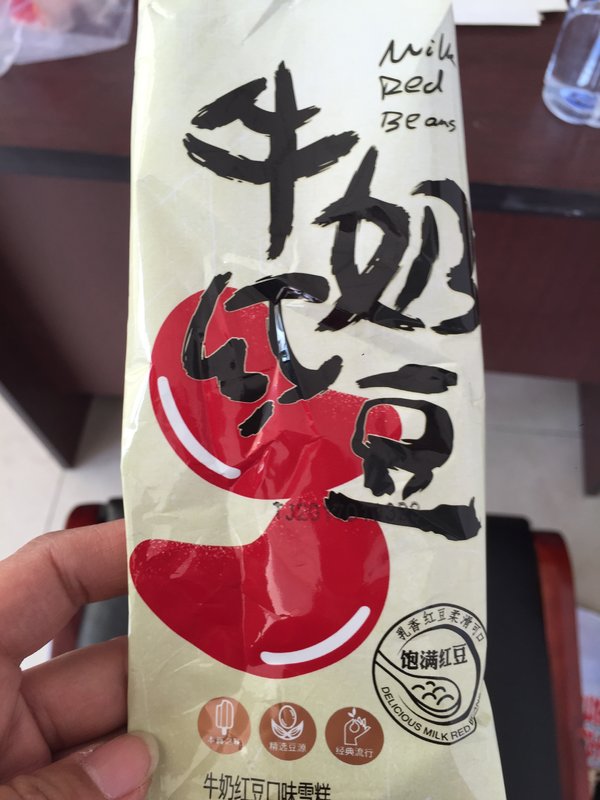 Milk
Red
Beans
牛奶
红豆
乳香红豆柔滑可口
饱满红豆
DELICIOUS MILK RED BEANS
精选豆源
经典流行
牛奶红豆口味雪糕